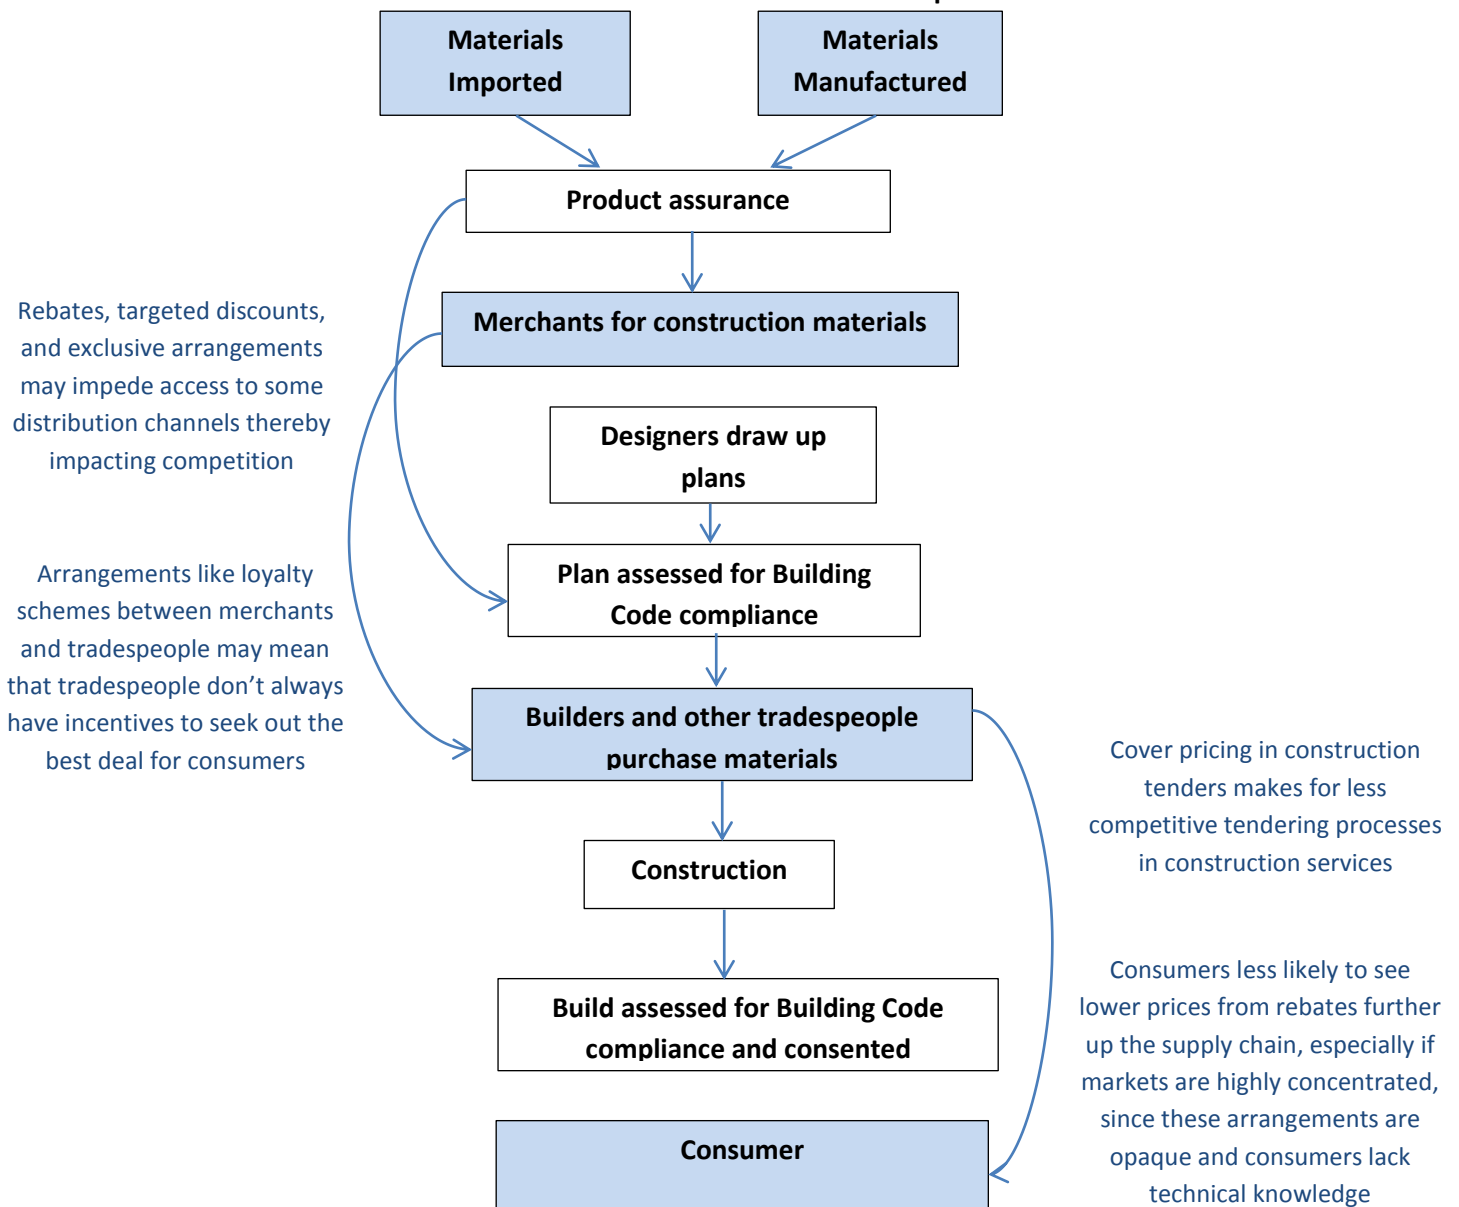 Materials
Imported
Materials
Manufactured
Product assurance
Rebates, targeted discounts,
and exclusive arrangements
may impede access to some
distribution channels thereby
impacting competition
Merchants for construction materials
Designers draw up
plans
Plan assessed for Building
Code compliance
Arrangements like loyalty
schemes between merchants
and tradespeople may mean
that tradespeople don’t always
have incentives to seek out the
best deal for consumers
Builders and other tradespeople
purchase materials
Cover pricing in construction
tenders makes for less
competitive tendering processes
in construction services
Construction
Build assessed for Building Code
compliance and consented
Consumers less likely to see
lower prices from rebates further
up the supply chain, especially if
markets are highly concentrated,
since these arrangements are
opaque and consumers lack
technical knowledge
Consumer